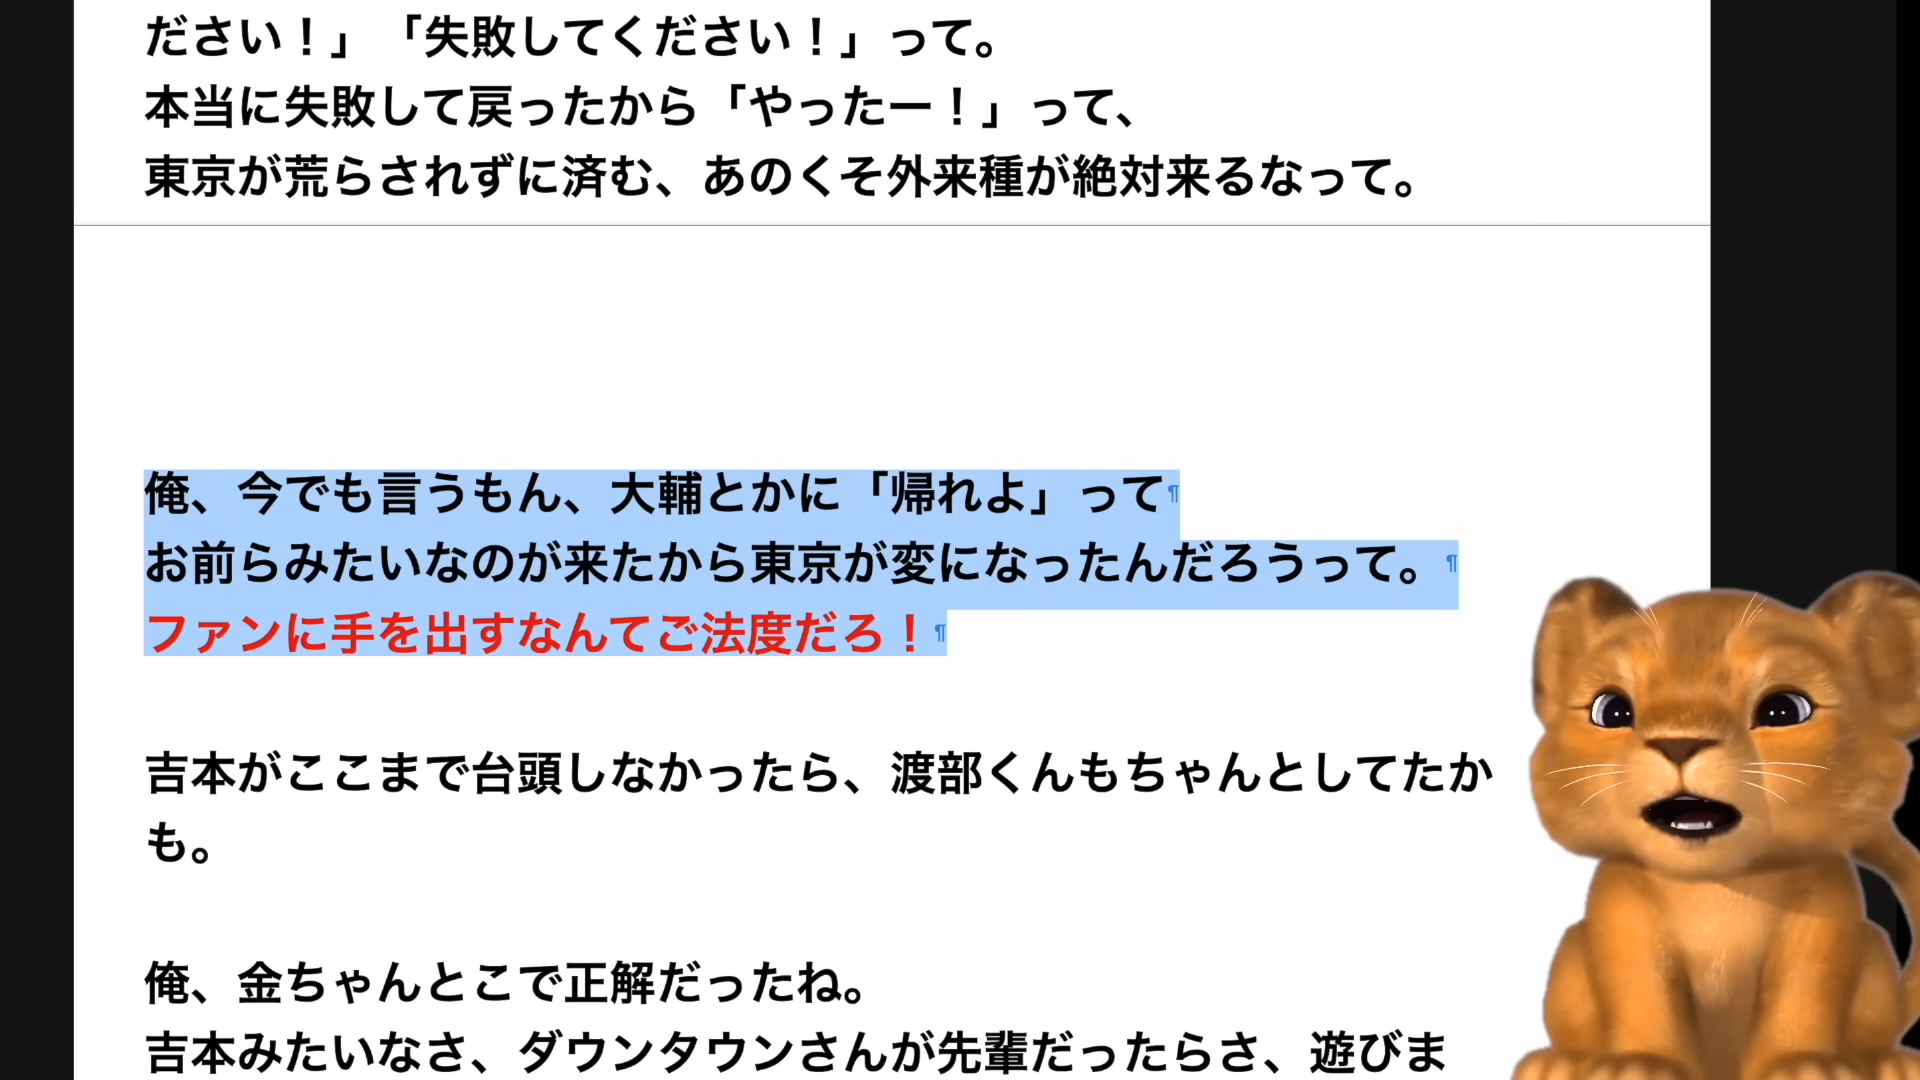 ださい！」「失敗してください！」って。
本当に失敗して戻ったから「やったー！」って、
東京が荒らされずに済む、あのくそ外来種が絶対来るなって。
俺、今でも言うもん、大輔とかに「帰れよ」って
お前らみたいなのが来たから東京が変になったんだろうって。
ファンに手を出すなんてご法度だろ！
吉本がここまで台頭しなかったら、渡部くんもちゃんとしてたか
も。
俺、金ちゃんとこで正解だったね。
吉本みたいなさ、ダウンタウンさんが先輩だったらさ、遊びま